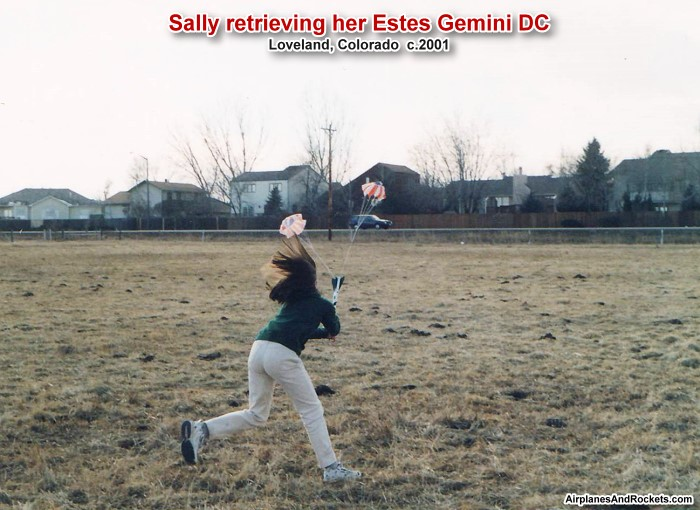 Sally retrieving her Estes Gemini DC
Loveland, Colorado c.2001
AirplanesAndRockets.com